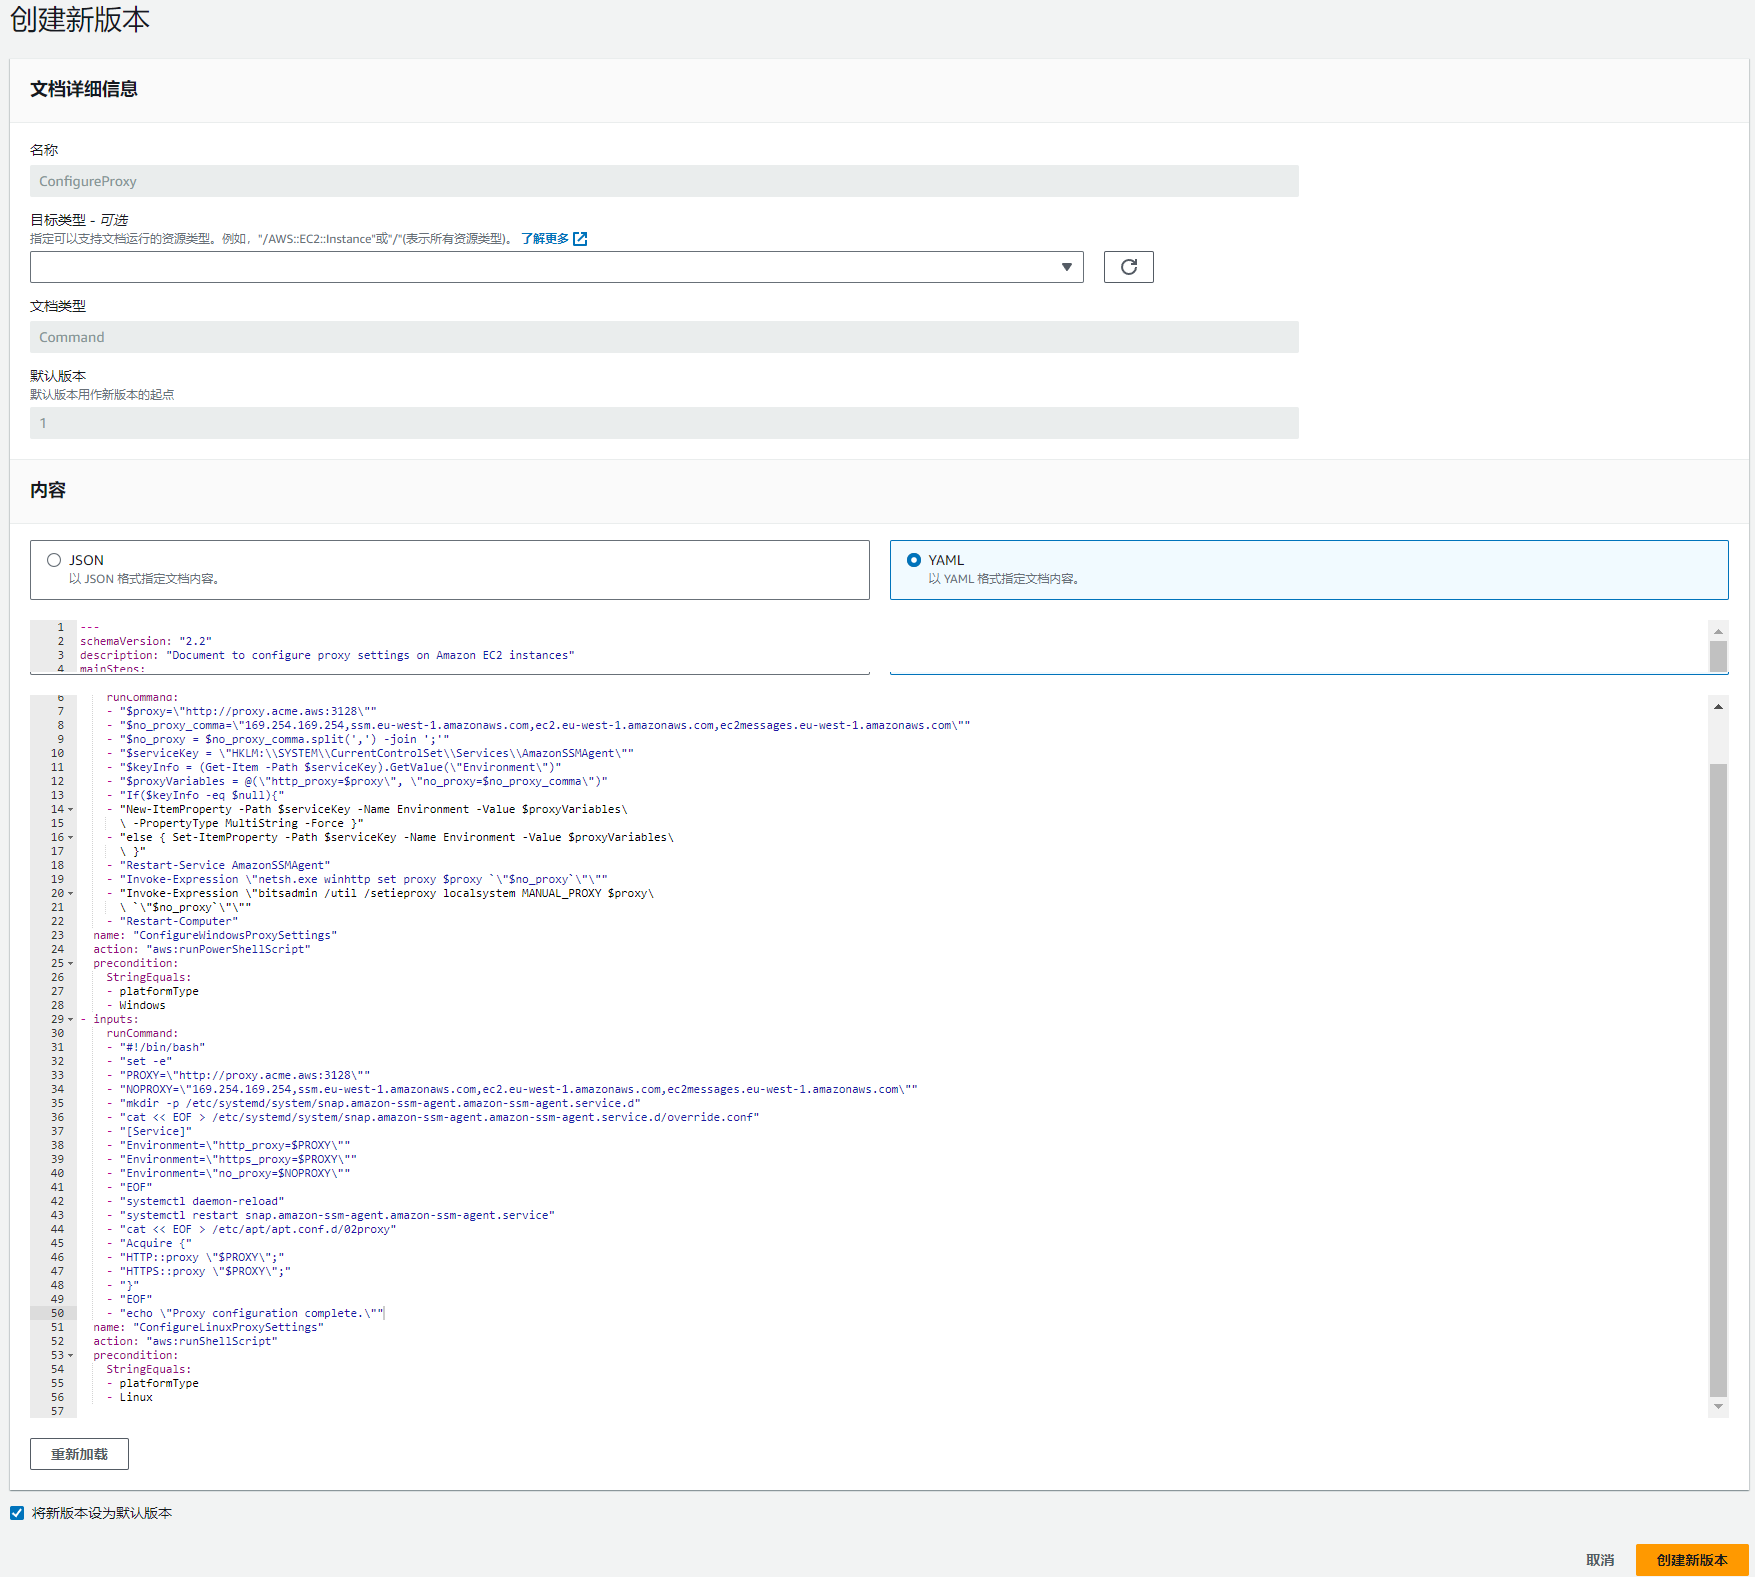 创建新版本
文档详细信息
名称
ConfigureProxy
目标类型 - 可选
指定可以支持文档运行的资源类型。例如，"/AWS::EC2::Instance"或"/"(表示所有资源类型)。 了解更多
文档类型
Command
默认版本
默认版本用作新版本的起点
1
内容
JSON
以 JSON 格式指定文档内容。
YAML
以 YAML 格式指定文档内容。
1 ---
2 schemaVersion: "2.2"
3 description: "Document to configure proxy settings on Amazon EC2 instances"
4 mainSteps:
6 runCommand:
7 - "$proxy=\"http://proxy.acme.aws:3128\""
8 - "$no_proxy_comma=\"169.254.169.254,ssm.eu-west-1.amazonaws.com,ec2.eu-west-1.amazonaws.com,ec2messages.eu-west-1.amazonaws.com\""
9 - "$no_proxy = $no_proxy_comma.split(',') -join ';'"
10 - "$serviceKey = \"HKLM:\\SYSTEM\\CurrentControlSet\\Services\\AmazonSSMAgent\""
11 - "$keyInfo = (Get-Item -Path $serviceKey).GetValue(\"Environment\")"
12 - "$proxyVariables = @(\"http_proxy=$proxy\", \"no_proxy=$no_proxy_comma\")"
13 - "If($keyInfo -eq $null){"
14 - "New-ItemProperty -Path $serviceKey -Name Environment -Value $proxyVariables\
15 \ -PropertyType MultiString -Force }"
16 - "else { Set-ItemProperty -Path $serviceKey -Name Environment -Value $proxyVariables\
17 \ }"
18 - "Restart-Service AmazonSSMAgent"
19 - "Invoke-Expression \"netsh.exe winhttp set proxy $proxy `\"$no_proxy`\"\""
20 - "Invoke-Expression \"bitsadmin /util /setieproxy localsystem MANUAL_PROXY $proxy\
21 \ `\"$no_proxy`\"\""
22 - "Restart-Computer"
23 name: "ConfigureWindowsProxySettings"
24 action: "aws:runPowerShellScript"
25 precondition:
26 StringEquals:
27 - platformType
28 - Windows
29 - inputs:
30 runCommand:
31 - "#!/bin/bash"
32 - "set -e"
33 - "PROXY=\"http://proxy.acme.aws:3128\""
34 - "NOPROXY=\"169.254.169.254,ssm.eu-west-1.amazonaws.com,ec2.eu-west-1.amazonaws.com,ec2messages.eu-west-1.amazonaws.com\""
35 - "mkdir -p /etc/systemd/system/snap.amazon-ssm-agent.amazon-ssm-agent.service.d"
36 - "cat << EOF > /etc/systemd/system/snap.amazon-ssm-agent.amazon-ssm-agent.service.d/override.conf"
37 - "[Service]"
38 - "Environment=\"http_proxy=$PROXY\""
39 - "Environment=\"https_proxy=$PROXY\""
40 - "Environment=\"no_proxy=$NOPROXY\""
41 - "EOF"
42 - "systemctl daemon-reload"
43 - "systemctl restart snap.amazon-ssm-agent.amazon-ssm-agent.service"
44 - "cat << EOF > /etc/apt/apt.conf.d/02proxy"
45 - "Acquire {"
46 - "HTTP::proxy \"$PROXY\";"
47 - "HTTPS::proxy \"$PROXY\";"
48 - "}"
49 - "EOF"
50 - "echo \"Proxy configuration complete.\""
51 name: "ConfigureLinuxProxySettings"
52 action: "aws:runShellScript"
53 precondition:
54 StringEquals:
55 - platformType
56 - Linux
57
重新加载
将新版本设为默认版本
取消
创建新版本